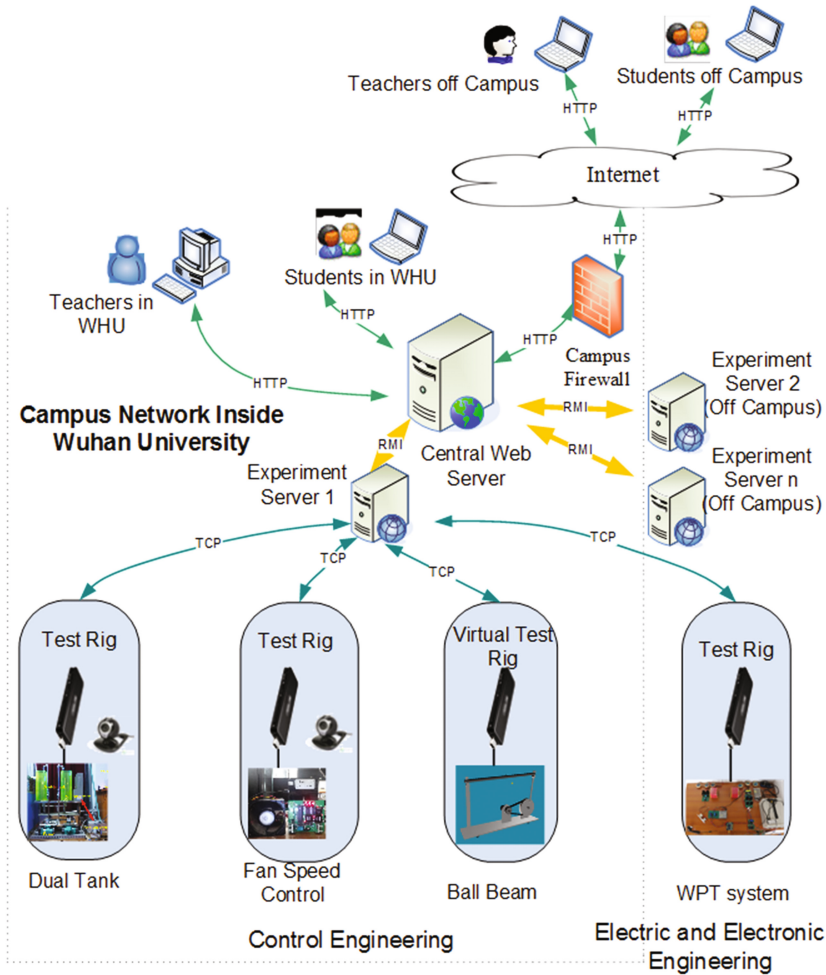 Teachers off Campus
Students off Campus
HTTP
HTTP
Internet
HTTP
Students in WHU
Teachers in
WHU
HTTP
HTTP
Campus
Firewall
HTTP
Campus Network Inside
Wuhan University
RMI
Central Web
Server
RMI
RMI
Experiment
Server 2
(Off Campus)
Experiment
Server n
(Off Campus)
Experiment
Server 1
TCP
TCP
TCP
TCP
Test Rig
Test Rig
Virtual Test
Rig
Test Rig
Dual Tank
Fan Speed
Control
Ball Beam
WPT system
Control Engineering
Electric and Electronic
Engineering